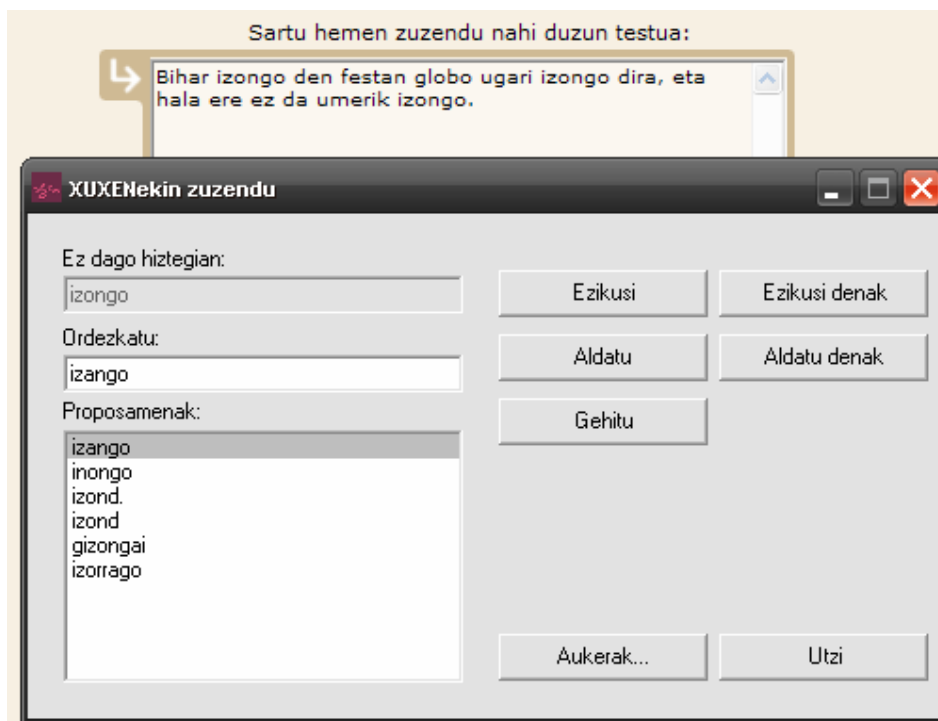 Sartu hemen zuzendu nahi duzun testua:
Bihar izongo den festan globo ugari izongo dira, eta
hala ere ez da umerik izongo.
XUXENekin zuzendu
Ez dago hiztegian:
izongo
Ezikusi
Ezikusi denak
Ordezkatu:
izango
Aldatu
Aldatu denak
Proposamenak:
Gehitu
izango
inongo
izond.
izond
gizongai
izorrago
Aukerak...
Utzi